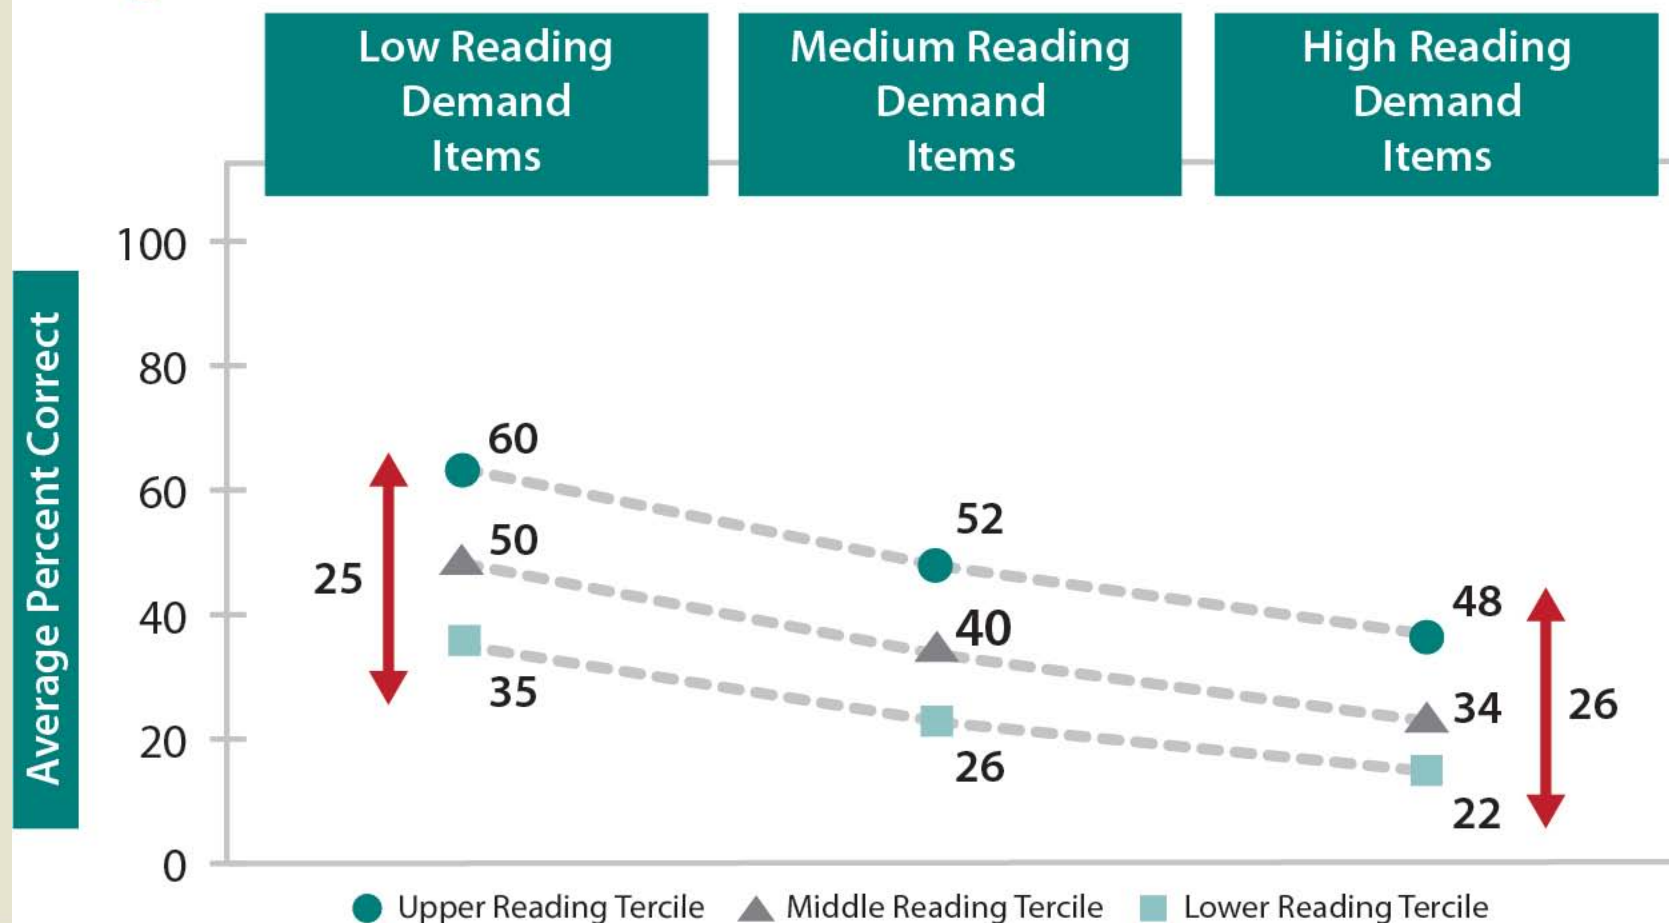 Low Reading
Demand
Items
Medium Reading
Demand
Items
High Reading
Demand
Items
Average Percent Correct
100
80
60
40
20
0
60
50
35
25
52
40
26
48
34
22
26
Upper Reading Tercile
Middle Reading Tercile
Lower Reading Tercile